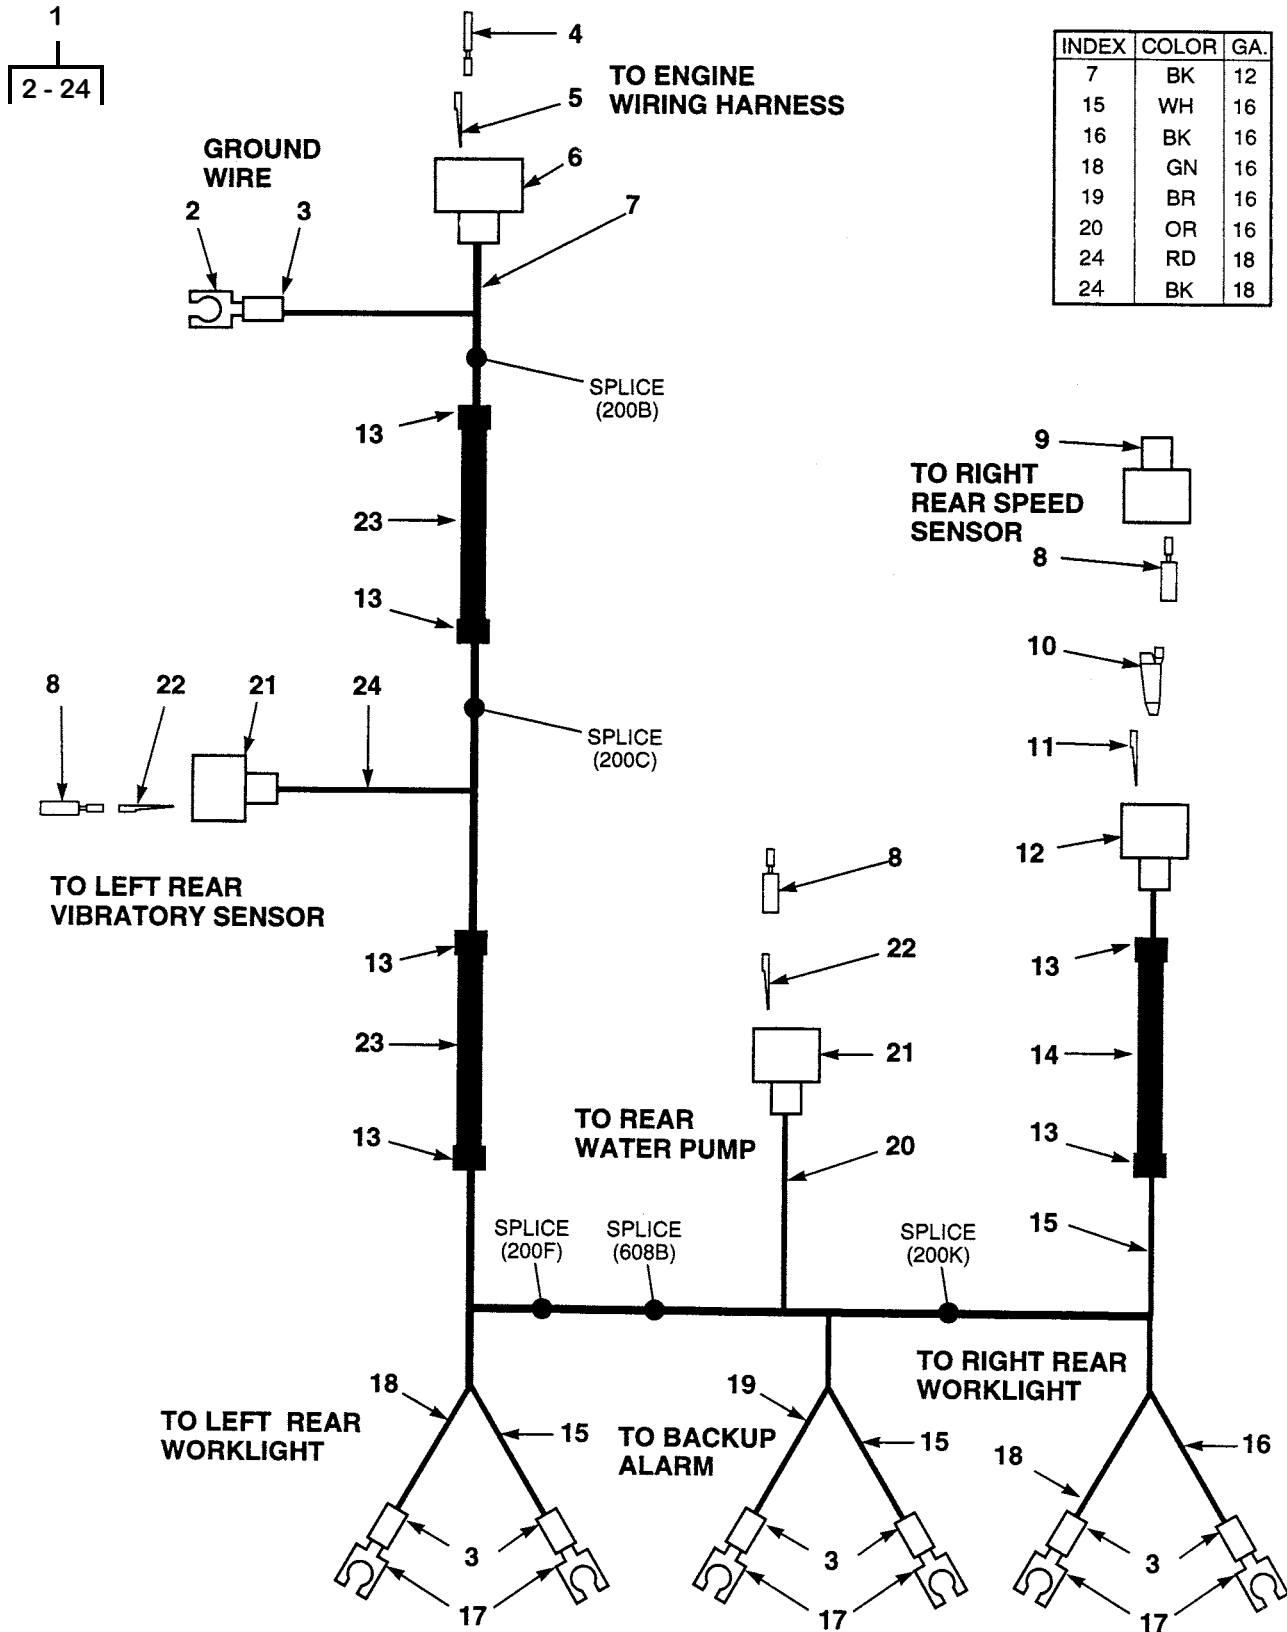 1
2 - 24
4
TO ENGINE
WIRING HARNESS
5
6
7
GROUND
WIRE
2 3
INDEX COLOR GA.
7 BK 12
15 WH 16
16 BK 16
18 GN 16
19 BR 16
20 OR 16
24 RD 18
24 BK 18
SPLICE
(200B)
13
23
13
9
TO RIGHT
REAR SPEED
SENSOR
8
10
11
12
8 22 21 24
SPLICE
(200C)
TO LEFT REAR
VIBRATORY SENSOR
13
23
13
8
22
21
TO REAR
WATER PUMP
20
13
14
13
15
SPLICE
(200F)
SPLICE
(608B)
SPLICE
(200K)
18
TO LEFT REAR
WORKLIGHT
15
3
17
19
TO BACKUP
ALARM
15
3
17
TO RIGHT REAR
WORKLIGHT
18
16
3
17